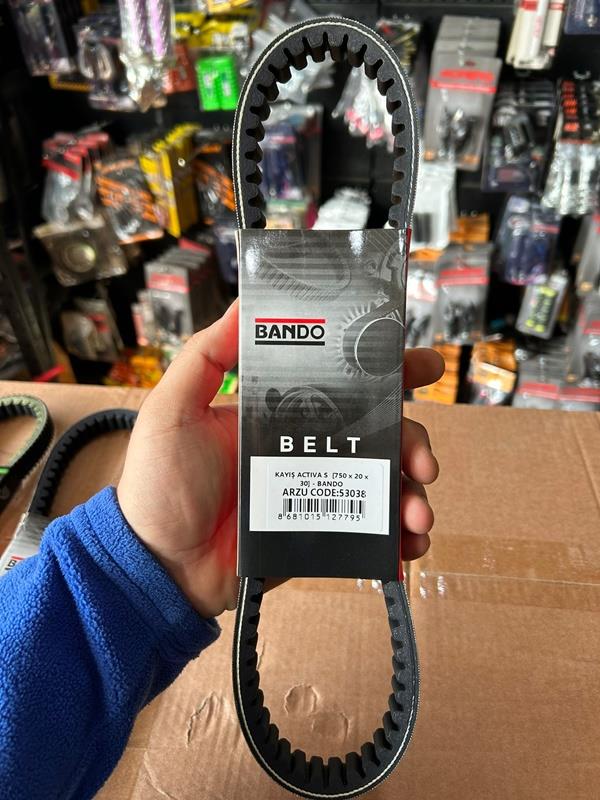 BANDO
BELT
KAYIŞ ACTIVA S [750 x 20 x
30] - BANDO
ARZU CODE:53038
8 681015 127795